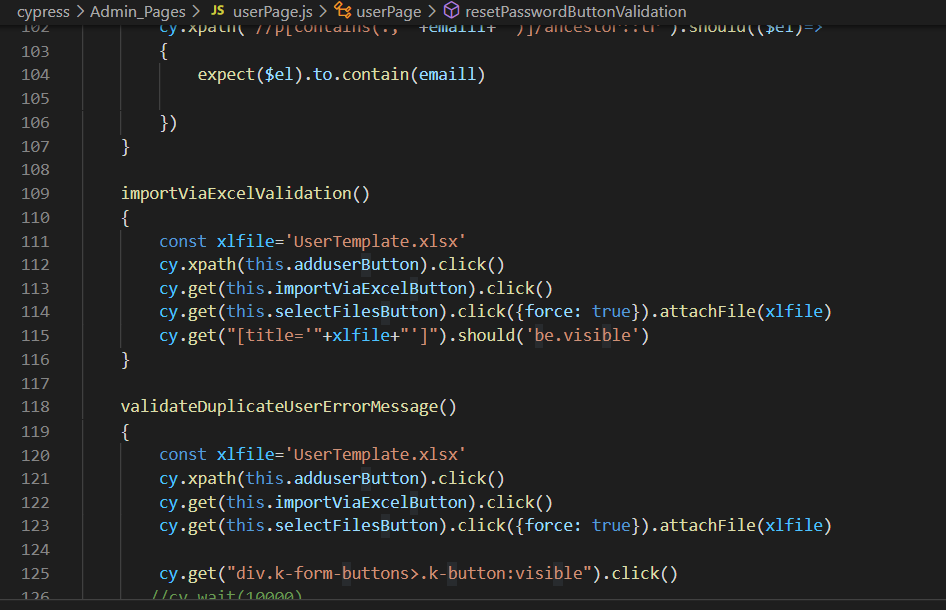 cypress > Admin_Pages > JS userPage.js > userPage > resetPasswordButtonValidation
102 cy.xpath("//p[contains(.,'"+emaill+"')]/ancestor::tr").should(($el)=>
103 {
104 expect($el).to.contain(emaill)
105
106 })
107 }
108
109 importViaExcelValidation()
110 {
111 const xlfile='UserTemplate.xlsx'
112 cy.xpath(this.adduserButton).click()
113 cy.get(this.importViaExcelButton).click()
114 cy.get(this.selectFilesButton).click({force: true}).attachFile(xlfile)
115 cy.get("[title='"+xlfile+"']").should('be.visible')
116 }
117
118 validateDuplicateUserErrorMessage()
119 {
120 const xlfile='UserTemplate.xlsx'
121 cy.xpath(this.adduserButton).click()
122 cy.get(this.importViaExcelButton).click()
123 cy.get(this.selectFilesButton).click({force: true}).attachFile(xlfile)
124
125 cy.get("div.k-form-buttons>.k-button:visible").click()
126 //cy.wait(10000)